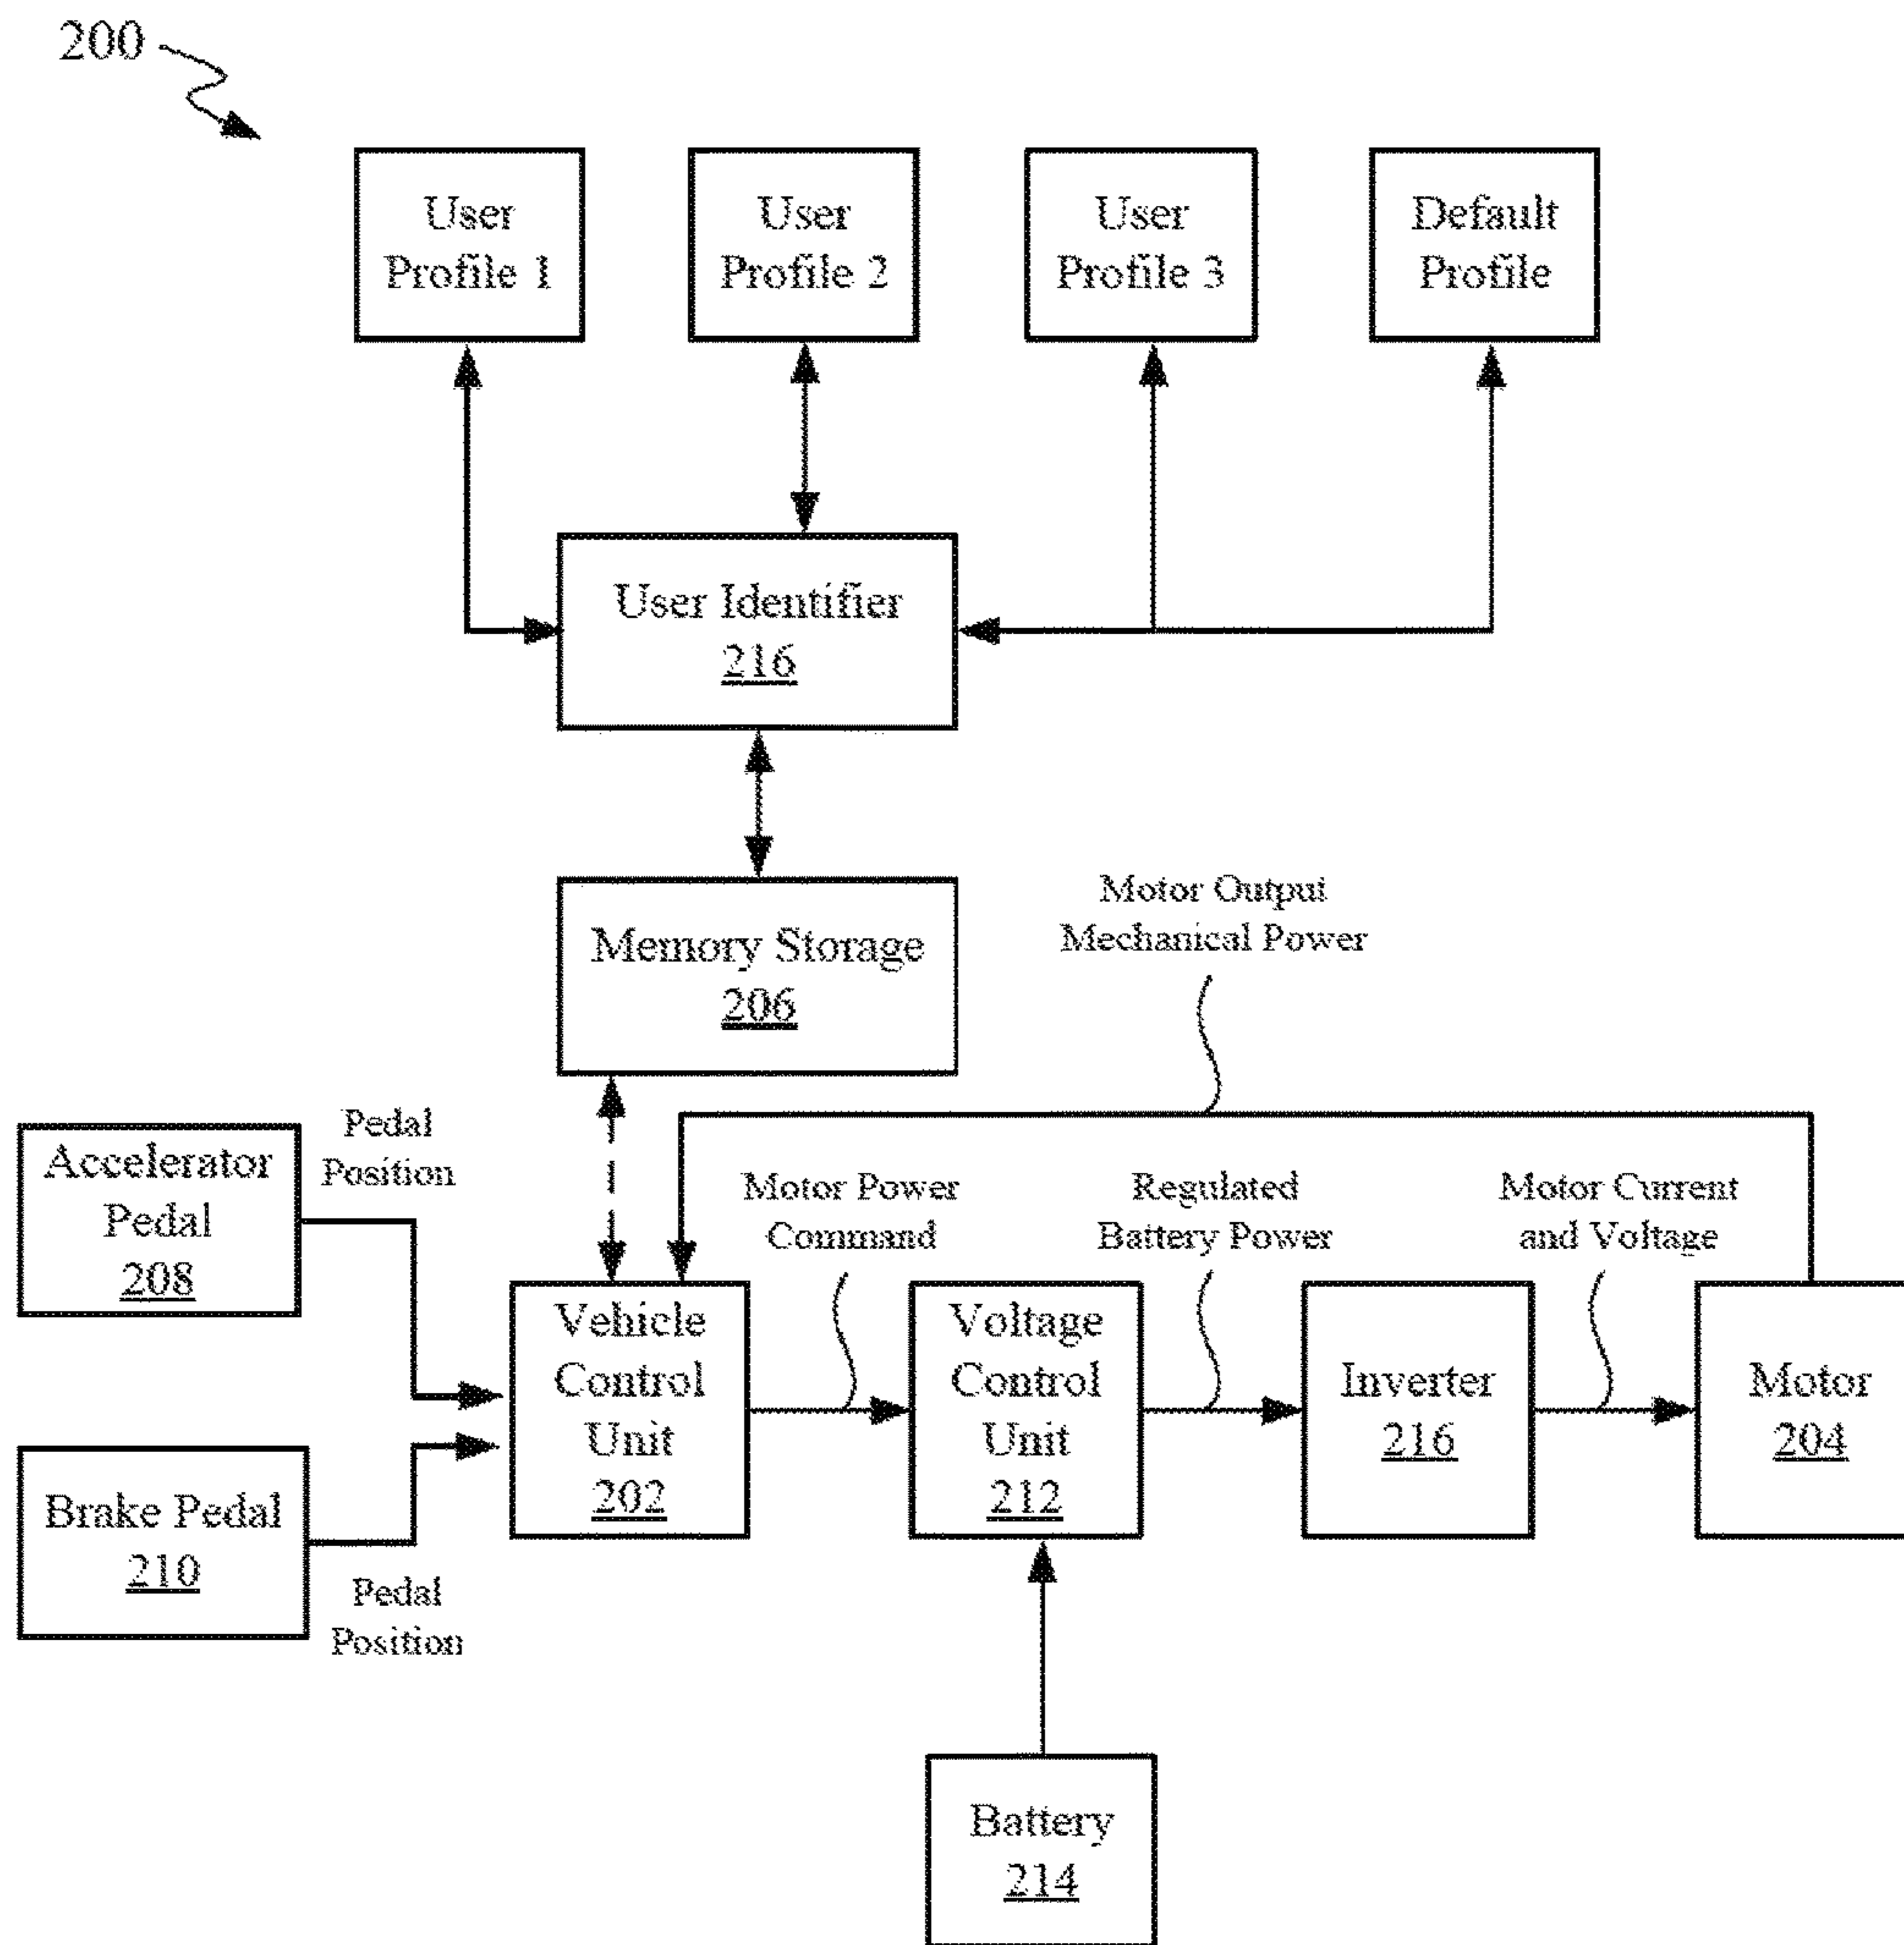 200
User
Profile 1
User
Profile 2
User
Profile 3
Default
Profile
User Identifier
216
Memory Storage
206
Motor Output
Mechanical Power
Accelerator
Pedal
208
Pedal
Position
Brake Pedal
210
Pedal
Position
Vehicle
Control
Unit
202
Motor Power
Command
Voltage
Control
Unit
212
Regulated
Battery Power
Inverter
216
Motor Current
and Voltage
Motor
204
Battery
214